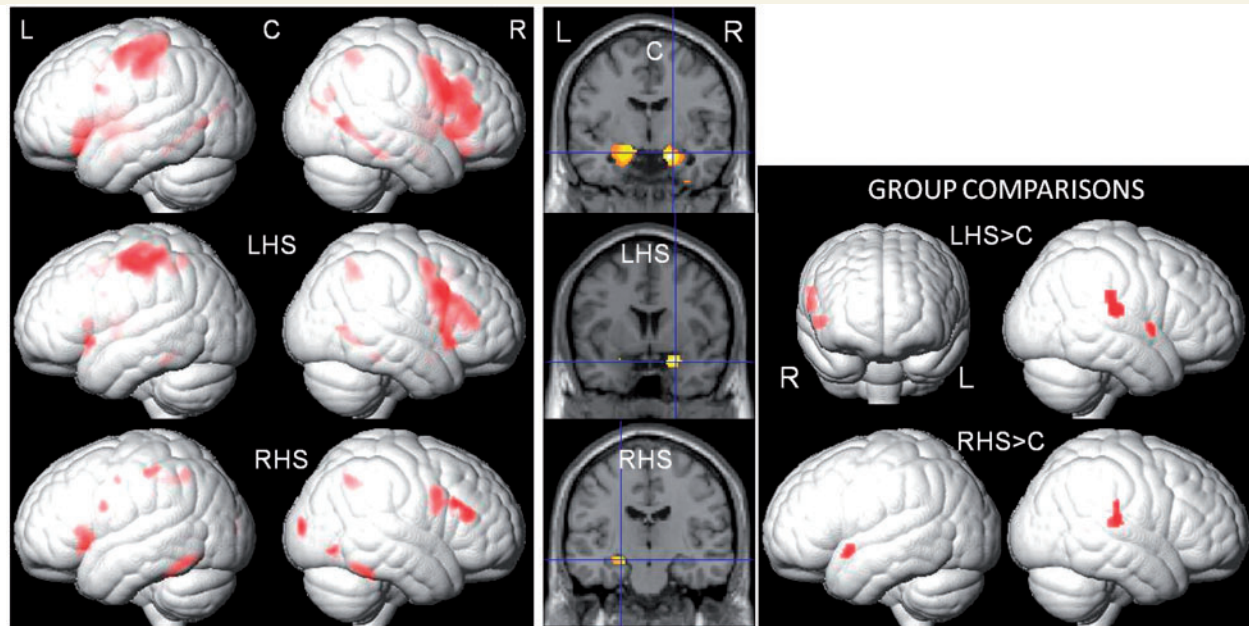 L C R
LHS
RHS
L R
C
LHS
RHS
GROUP COMPARISONS
LHS>C
R L
RHS>C